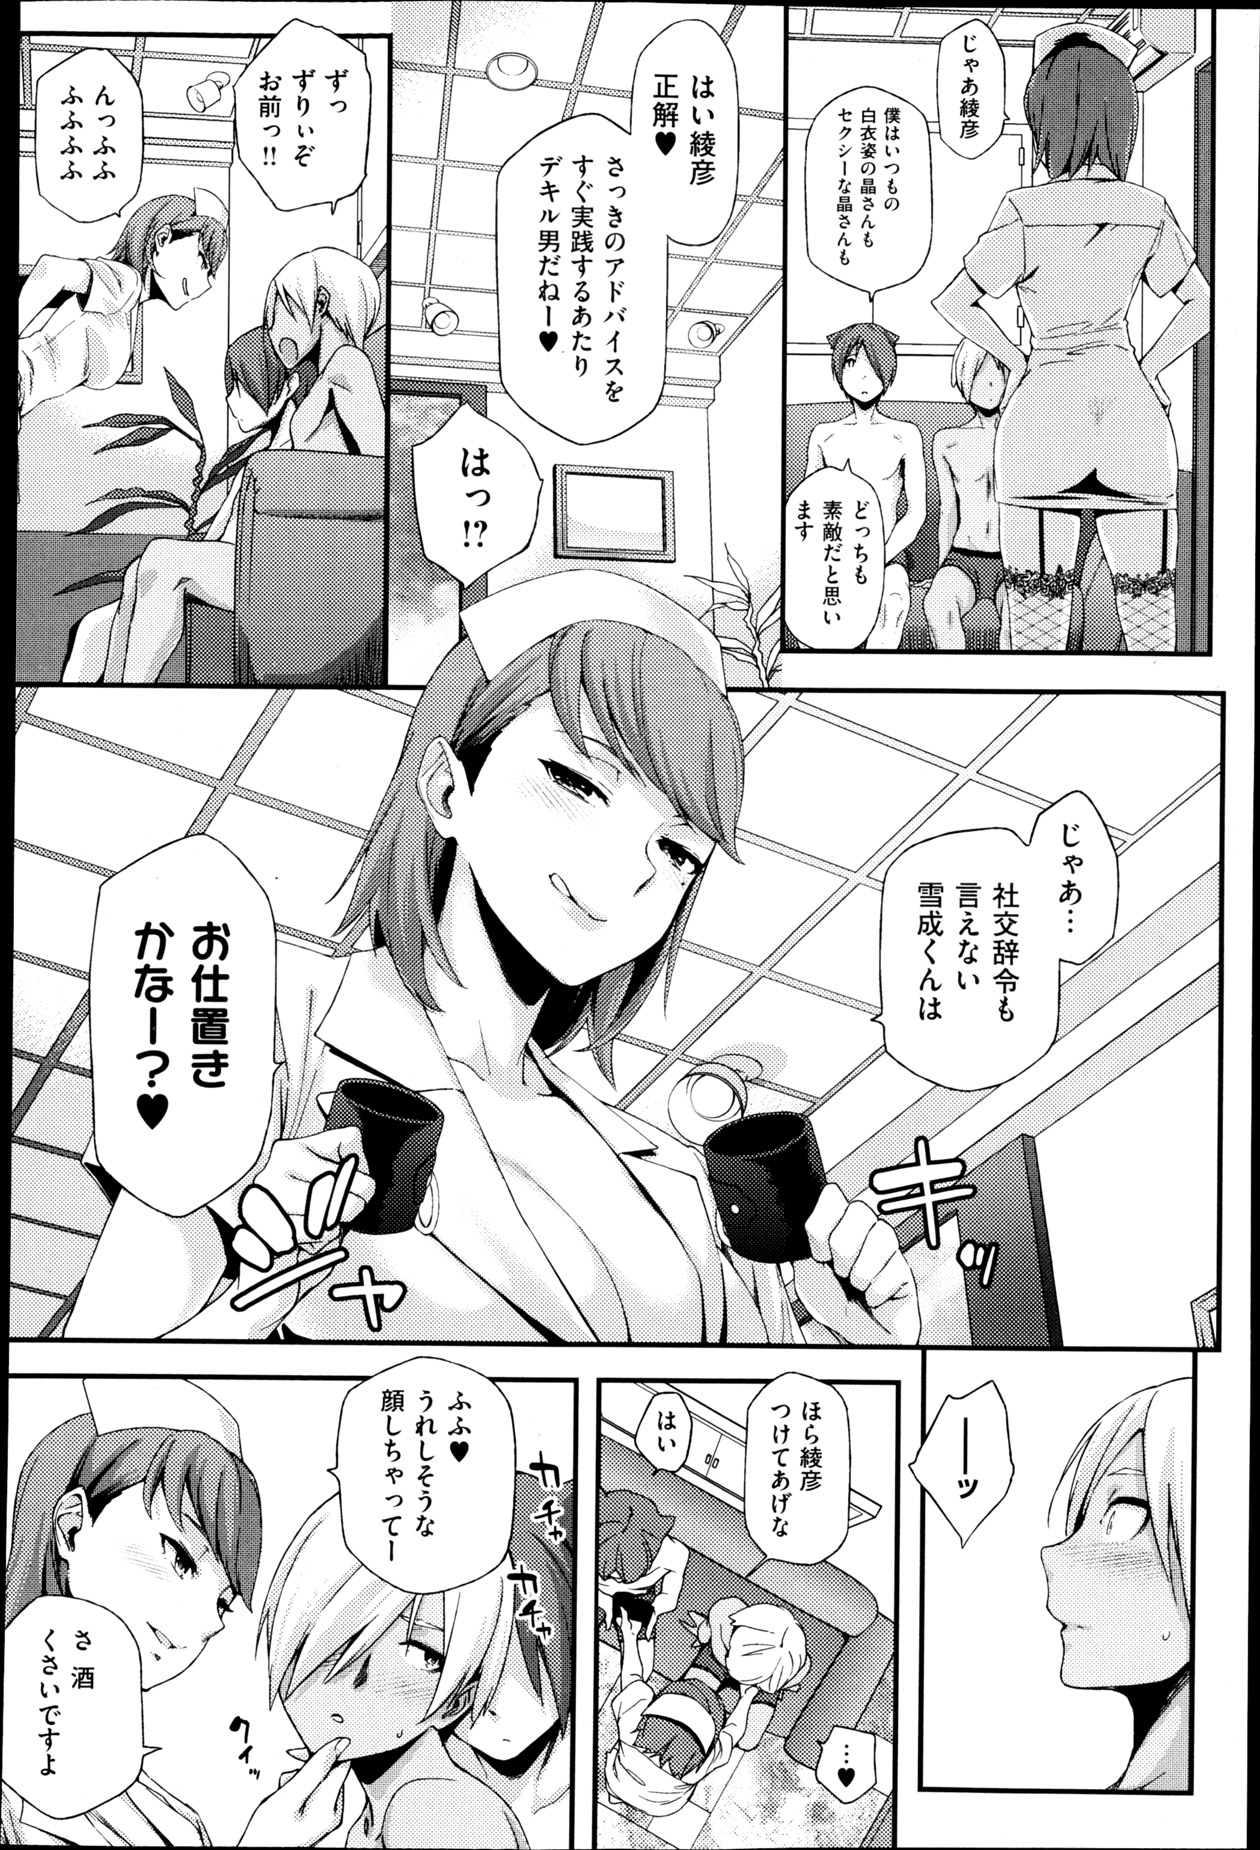 じゃあ綾彦
僕はいつもの
白衣姿の晶さんも
セクシーな晶さんも
どっちも
素敵だと思い
ます
はい綾彦
正解♥
さっきのアドバイスを
すぐ実践するあたり
デキル男だねー♥
はっ!?
ずっ
ずりぃぞ
お前っ!!
んっふふ
ふふふふ
じゃあ…
社交辞令も
言えない
雪成くんは
お仕置き
かなー?♥
キッ
ジャ
ーッ
ほら綾彦
つけてあげな
はい
…♥
ふふ♥
うれしそうな
顔しちゃってー
カチャ
カチャ
グイッ
さ 酒
くさいですよ